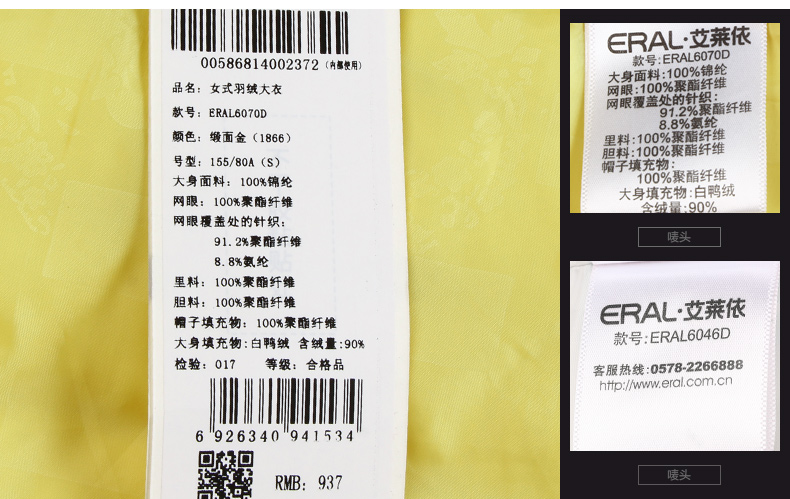 00586814002372(内部使用)
品名：女式羽绒大衣
款号：ERAL6070D
颜色：缎面金（1866）
号型：155/80A（S）
大身面料：100%锦纶
网眼：100%聚酯纤维
网眼覆盖处的针织：
91.2%聚酯纤维
8.8%氨纶
里料：100%聚酯纤维
胆料：100%聚酯纤维
帽子填充物：100%聚酯纤维
大身填充物:白鸭绒 含绒量:90%
检验：017 等级：合格品
6 926340 941534
RMB: 937
ERAL·艾莱依
款号:ERAL6070D
大身面料:100%锦纶
网眼:100%聚酯纤维
网眼覆盖处的针织:
91.2%聚酯纤维
8.8%氨纶
里料:100%聚酯纤维
胆料:100%聚酯纤维
帽子填充物:
100%聚酯纤维
大身填充物:白鸭绒
含绒量:90%
唛头
ERAL·艾莱依
款号:ERAL6046D
客服热线:0578-2266888
http://www.eral.com.cn
唛头